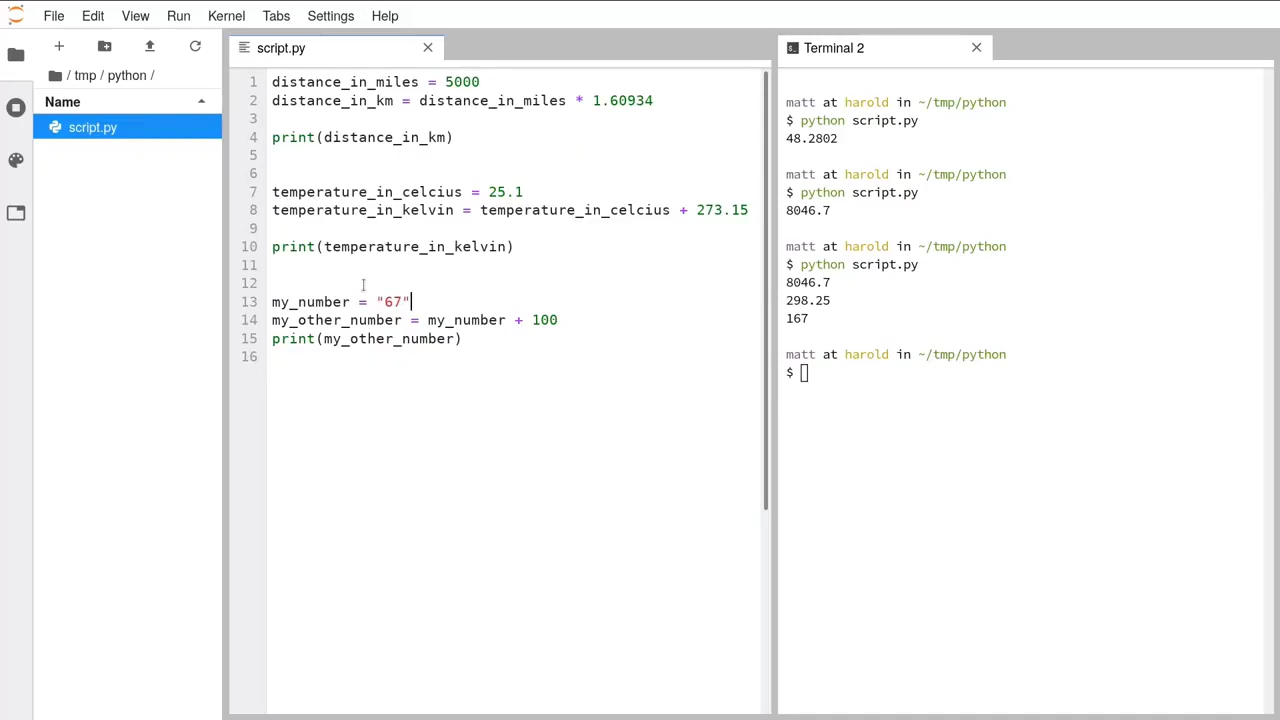 File Edit View Run Kernel Tabs Settings Help
script.py
Terminal 2
/ tmp / python /
Name
script.py
1 distance_in_miles = 5000
2 distance_in_km = distance_in_miles * 1.60934
3
4 print(distance_in_km)
5
6
7 temperature_in_celcius = 25.1
8 temperature_in_kelvin = temperature_in_celcius + 273.15
9
10 print(temperature_in_kelvin)
11
12
13 my_number = "67"
14 my_other_number = my_number + 100
15 print(my_other_number)
16
matt at harold in ~/tmp/python
$ python script.py
48.2802
matt at harold in ~/tmp/python
$ python script.py
8046.7
matt at harold in ~/tmp/python
$ python script.py
8046.7
298.25
167
matt at harold in ~/tmp/python
$